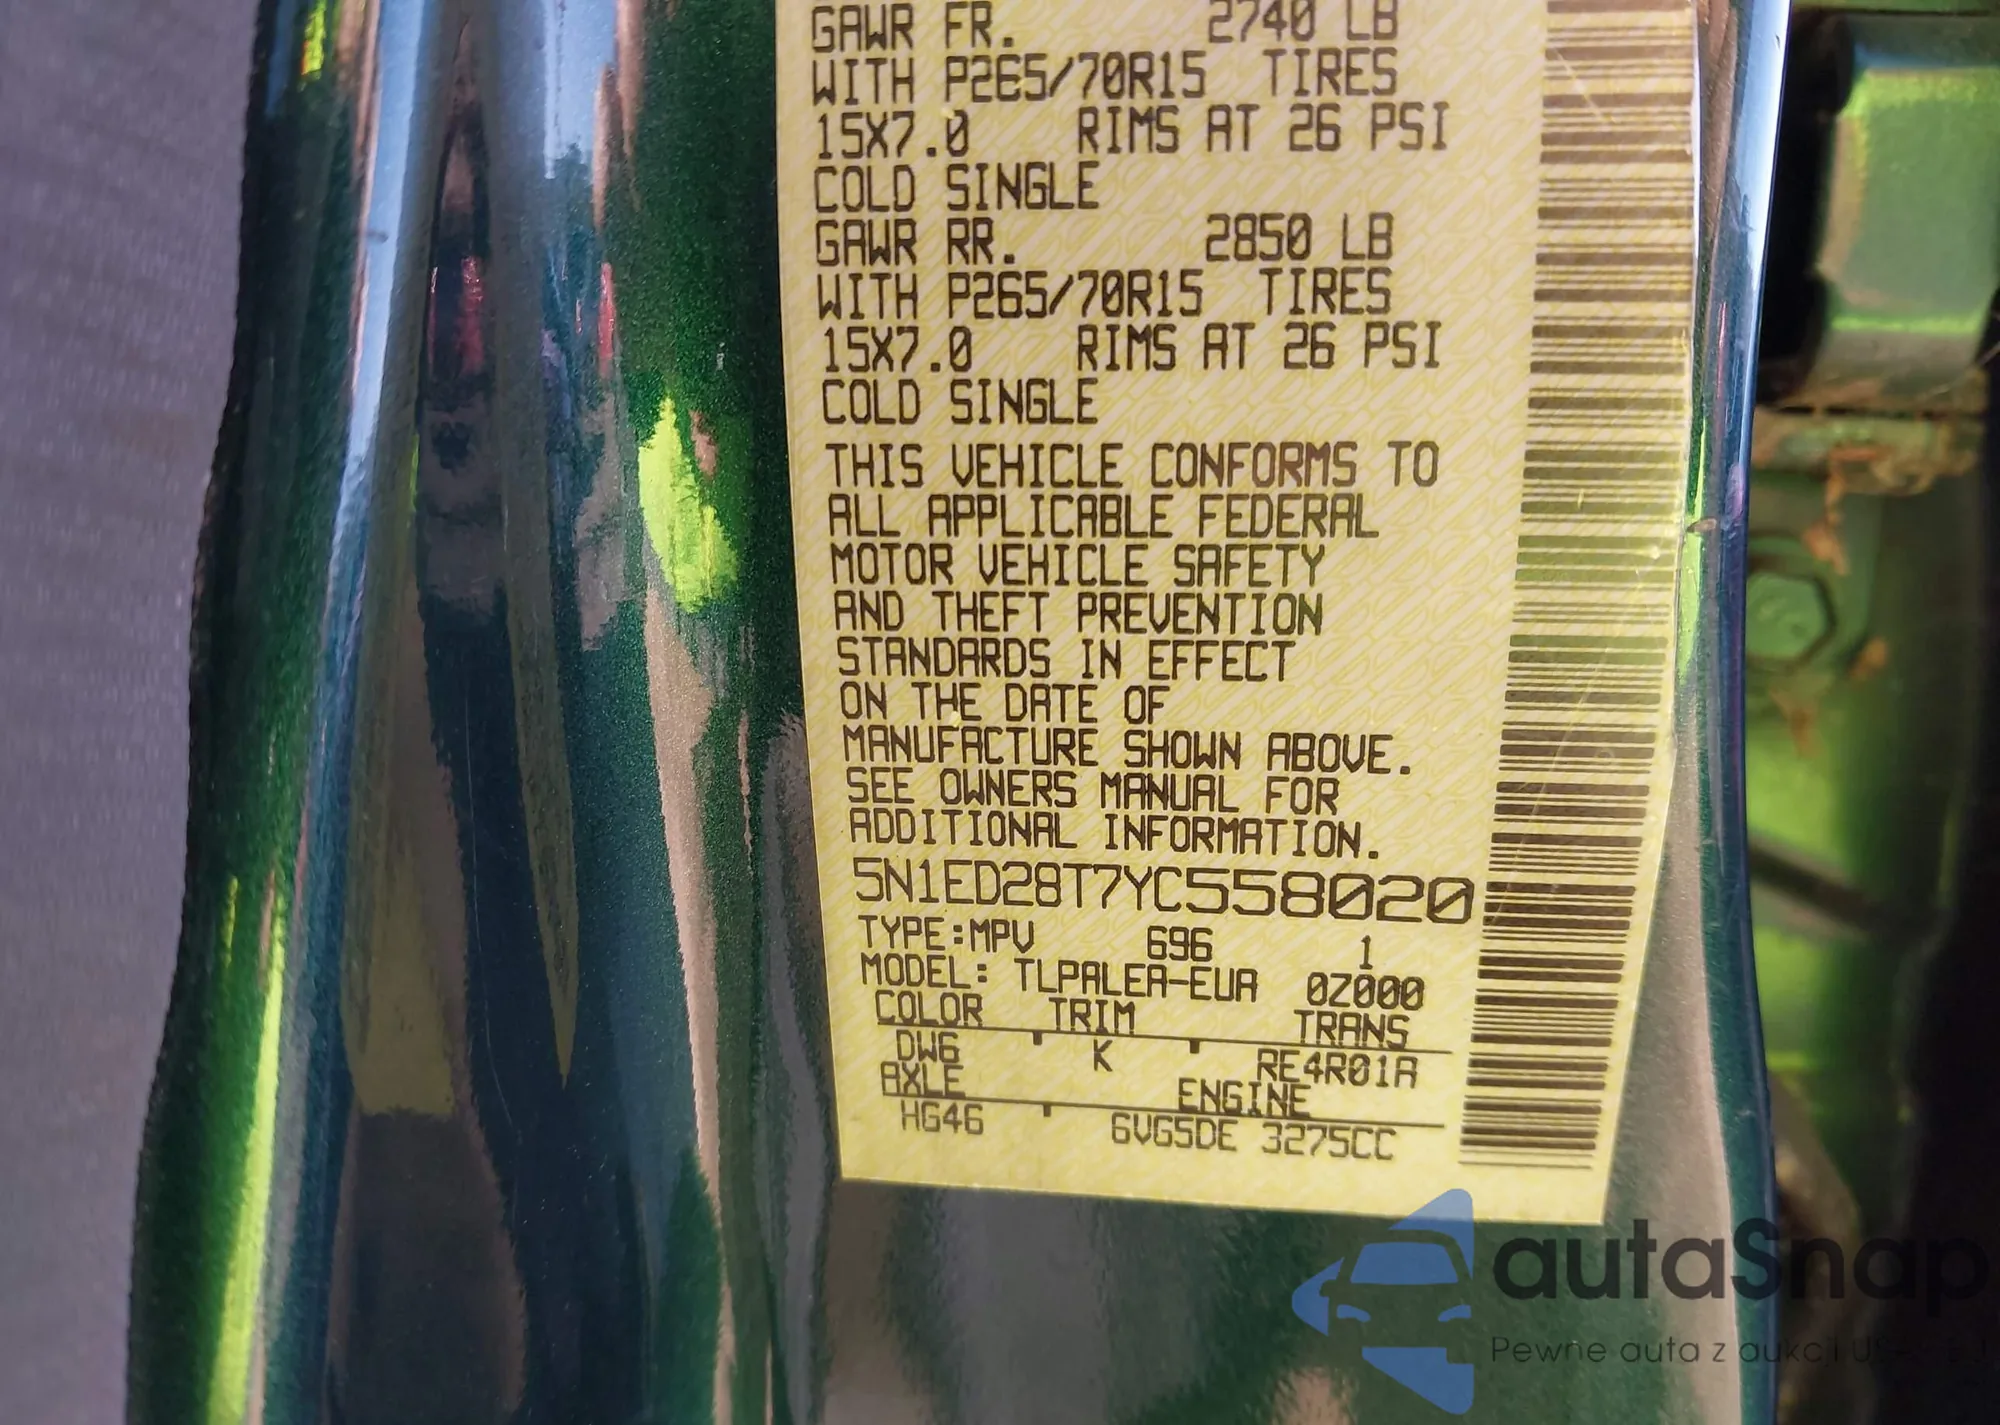 GAWR FR. 2740 LB
WITH P265/70R15 TIRES
15X7.0 RIMS AT 26 PSI
COLD SINGLE
GAWR RR. 2850 LB
WITH P265/70R15 TIRES
15X7.0 RIMS AT 26 PSI
COLD SINGLE
THIS VEHICLE CONFORMS TO
ALL APPLICABLE FEDERAL
MOTOR VEHICLE SAFETY
AND THEFT PREVENTION
STANDARDS IN EFFECT
ON THE DATE OF
MANUFACTURE SHOWN ABOVE.
SEE OWNERS MANUAL FOR
ADDITIONAL INFORMATION.
5N1ED28T7YC558020
TYPE:MPV 696 1
MODEL: TLPALEA-EUA 0Z000
COLOR TRIM TRANS
DW6 K RE4R01A
AXLE ENGINE
HG46 6VG5DE 3275CC
autaSnap
Pewne auta z aukcji